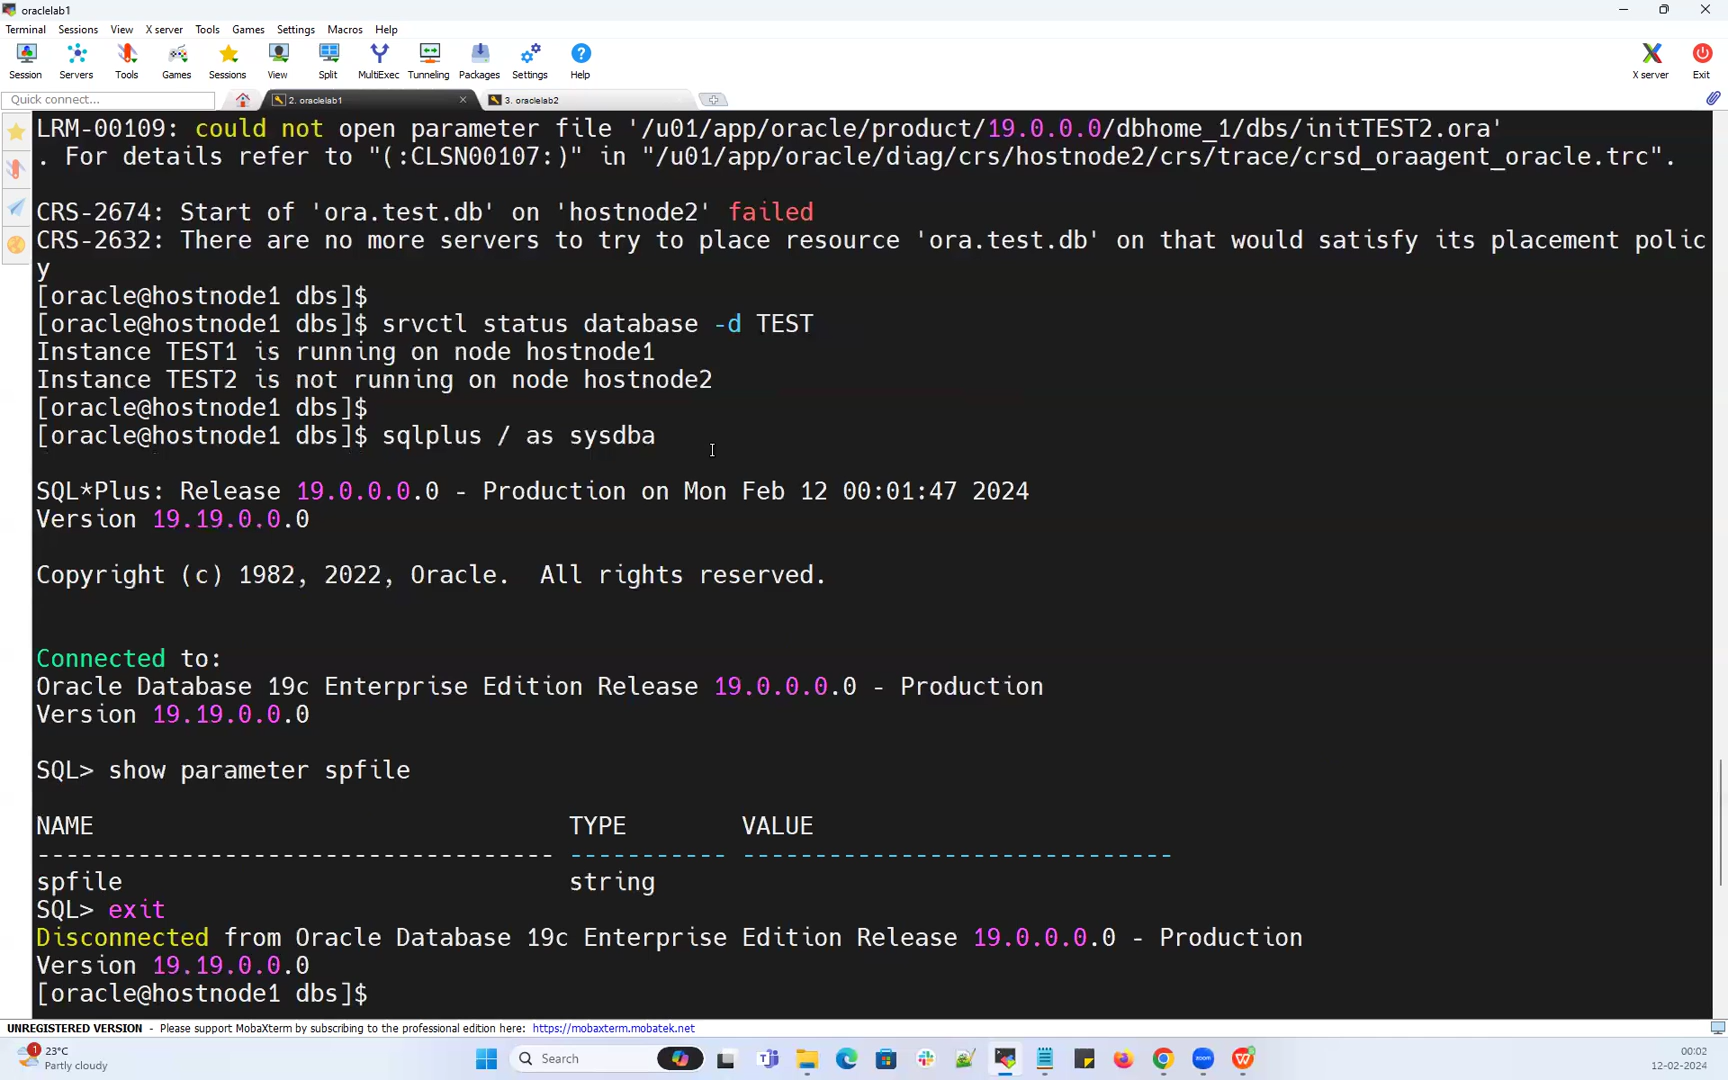 oraclelab1
Terminal Sessions View X server Tools Games Settings Macros Help
Session Servers Tools Games Sessions View Split MultiExec Tunneling Packages Settings Help X server Exit
Quick connect... 2. oraclelab1 3. oraclelab2
LRM-00109: could not open parameter file '/u01/app/oracle/product/19.0.0.0/dbhome_1/dbs/initTEST2.ora'
. For details refer to "(:CLSN00107:)" in "/u01/app/oracle/diag/crs/hostnode2/crs/trace/crsd_oraagent_oracle.trc".
CRS-2674: Start of 'ora.test.db' on 'hostnode2' failed
CRS-2632: There are no more servers to try to place resource 'ora.test.db' on that would satisfy its placement polic
y
[oracle@hostnode1 dbs]$
[oracle@hostnode1 dbs]$ srvctl status database -d TEST
Instance TEST1 is running on node hostnode1
Instance TEST2 is not running on node hostnode2
[oracle@hostnode1 dbs]$
[oracle@hostnode1 dbs]$ sqlplus / as sysdba
SQL*Plus: Release 19.0.0.0.0 - Production on Mon Feb 12 00:01:47 2024
Version 19.19.0.0.0
Copyright (c) 1982, 2022, Oracle.  All rights reserved.
Connected to:
Oracle Database 19c Enterprise Edition Release 19.0.0.0.0 - Production
Version 19.19.0.0.0
SQL> show parameter spfile
NAME TYPE VALUE
------------------------------------ ----------- ------------------------------
spfile string
SQL> exit
Disconnected from Oracle Database 19c Enterprise Edition Release 19.0.0.0.0 - Production
Version 19.19.0.0.0
[oracle@hostnode1 dbs]$
UNREGISTERED VERSION - Please support MobaXterm by subscribing to the professional edition here: https://mobaxterm.mobatek.net
1 23°C Search 00:02
Partly cloudy 12-02-2024